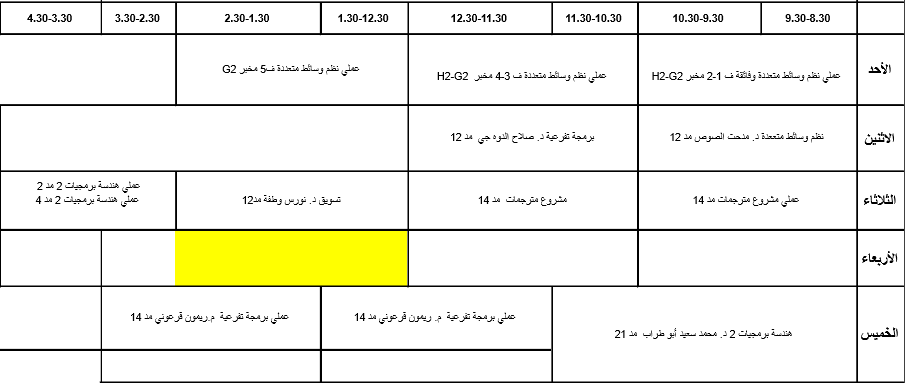 9.30-8.30
10.30-9.30
11.30-10.30
12.30-11.30
1.30-12.30
2.30-1.30
3.30-2.30
4.30-3.30
الأحد
عملي نظم وسائط متعددة وفائقة ف 1-2 مخبر H2-G2
عملي نظم وسائط متعددة ف 3-4 مخبر H2-G2
عملي نظم وسائط متعددة ف5 مخبر G2
الاثنين
نظم وسائط متععددة د. مدحت الصوص مد 12
برمجة تفرعية د. صلاح الدوه جي مد 12
الثلاثاء
عملي مشروع مترجمات مد 14
مشروع مترجمات مد 14
تسويق د. نورس وطفة مد12
عملي هندسة برمجيات 2 مد 2
عملي هندسة برمجيات 2 مد 4
الأربعاء
الخميس
هندسة برمجيات 2 د. محمد سعيد أبو طراب مد 21
عملي برمجة تفرعية م. ريمون قرعوني مد 14
عملي برمجة تفرعية م.ريمون قرعوني مد 14